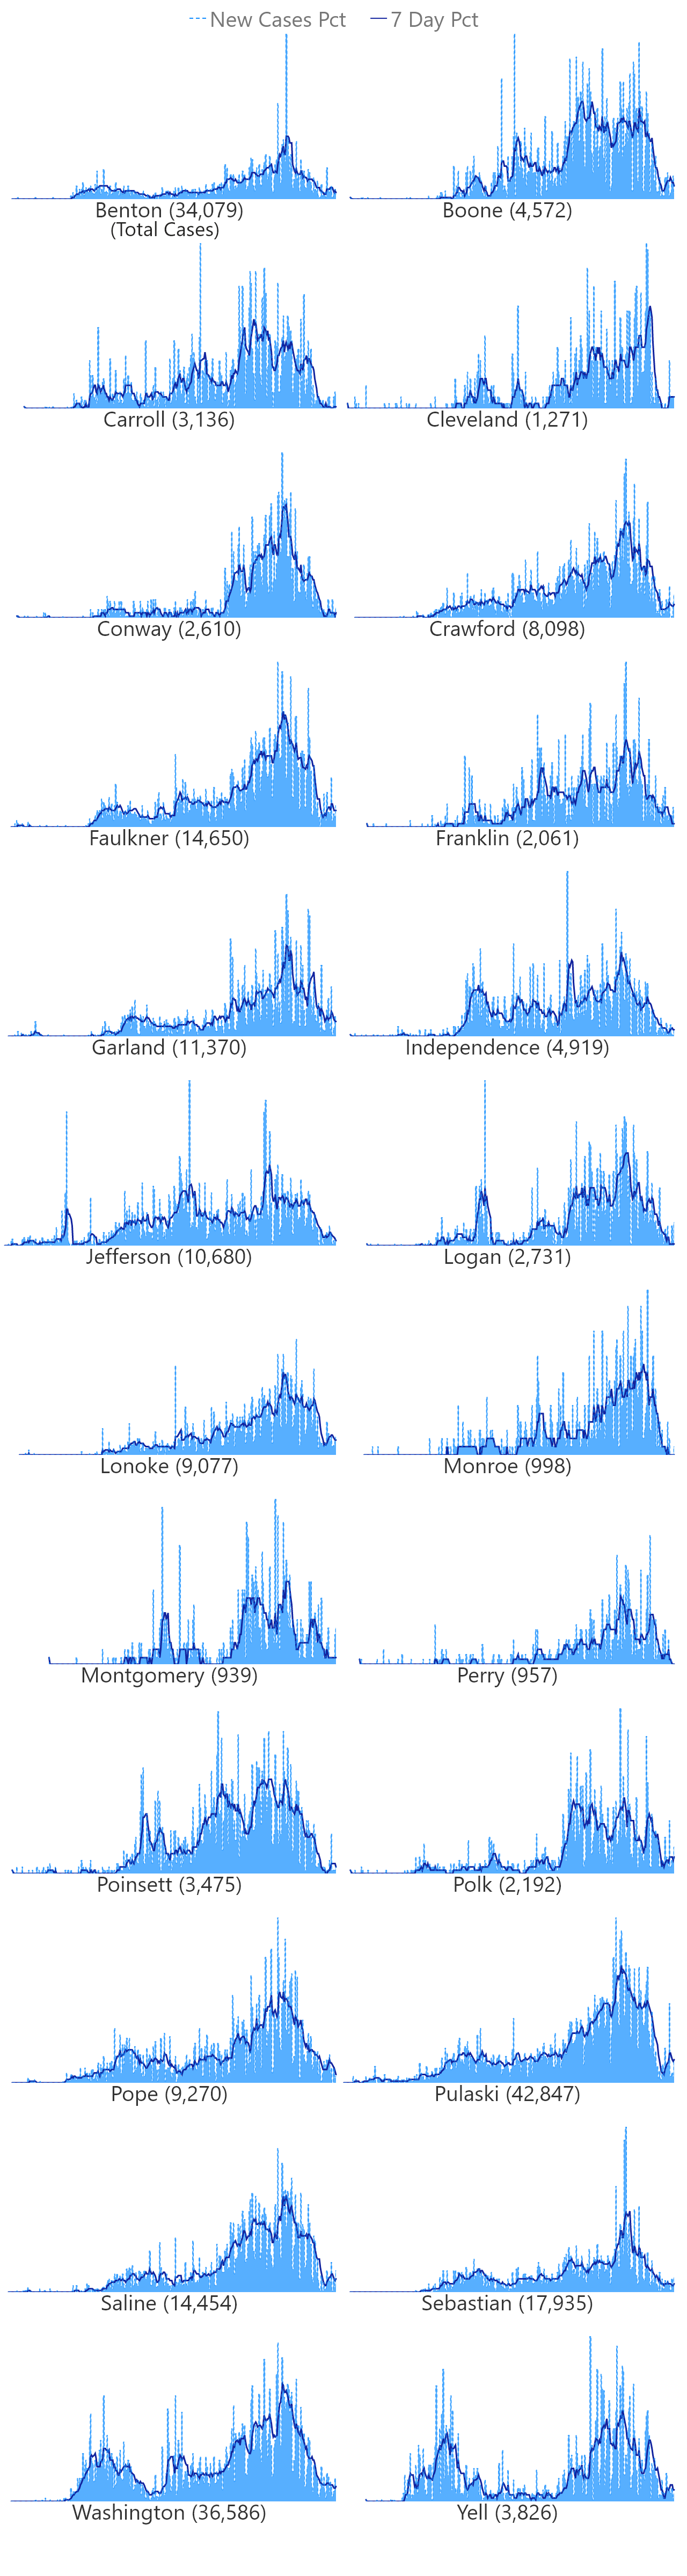 New Cases Pct 7 Day Pct
Benton (34,079) Boone (4,572)
(Total Cases)
Carroll (3,136) Cleveland (1,271)
Conway (2,610) Crawford (8,098)
Faulkner (14,650) Franklin (2,061)
Garland (11,370) Independence (4,919)
Jefferson (10,680) Logan (2,731)
Lonoke (9,077) Monroe (998)
Montgomery (939) Perry (957)
Poinsett (3,475) Polk (2,192)
Pope (9,270) Pulaski (42,847)
Saline (14,454) Sebastian (17,935)
Washington (36,586) Yell (3,826)